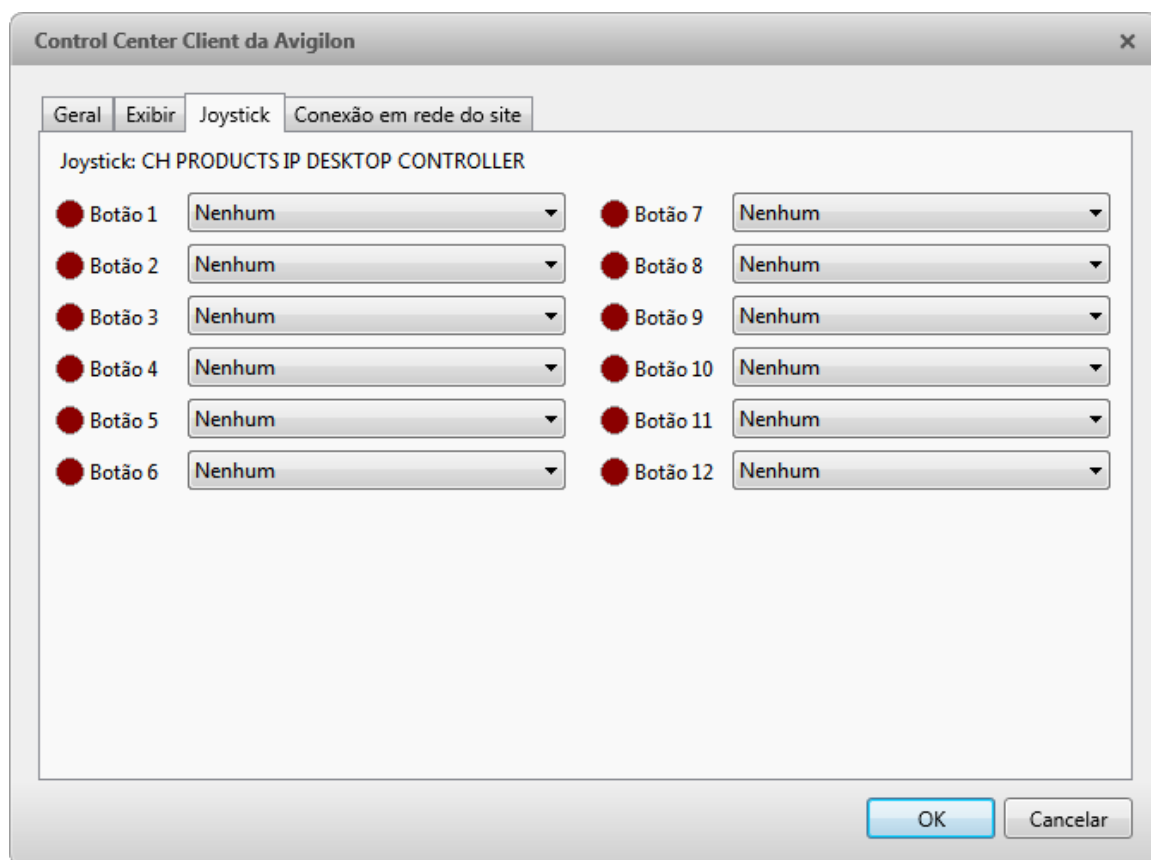 Control Center Client da Avigilon
Geral Exibir Joystick Conexão em rede do site
Joystick: CH PRODUCTS IP DESKTOP CONTROLLER
Botão 1 Nenhum Botão 7 Nenhum
Botão 2 Nenhum Botão 8 Nenhum
Botão 3 Nenhum Botão 9 Nenhum
Botão 4 Nenhum Botão 10 Nenhum
Botão 5 Nenhum Botão 11 Nenhum
Botão 6 Nenhum Botão 12 Nenhum
OK Cancelar